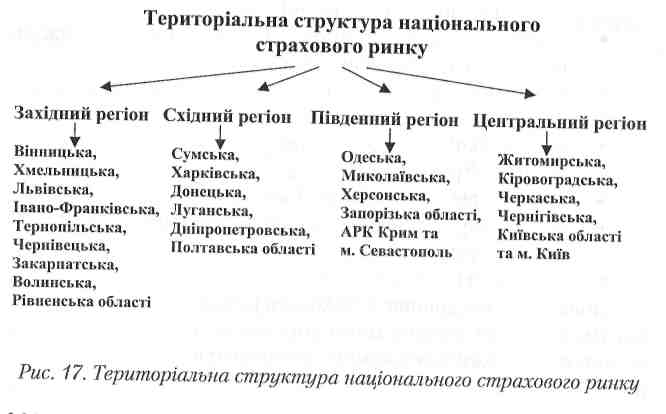 Територіальна структура національного
страхового ринку
Західний регіон
Вінницька,
Хмельницька,
Львівська,
Івано-Франківська,
Тернопільська,
Чернівецька,
Закарпатська,
Волинська,
Рівненська області
Східний регіон
Сумська,
Харківська,
Донецька,
Луганська,
Дніпропетровська,
Полтавська області
Південний регіон
Одеська,
Миколаївська,
Херсонська,
Запорізька області,
АРК Крим та
м. Севастополь
Центральний регіон
Житомирська,
Кіровоградська,
Черкаська,
Чернігівська,
Київська області
та м. Київ
Рис. 17. Територіальна структура національного страхового ринку